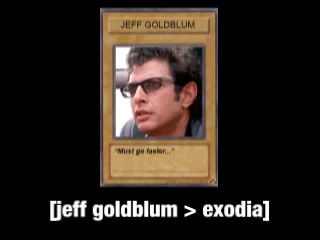 JEFF GOLDBLUM
"Must go faster..."
[jeff goldblum > exodia]